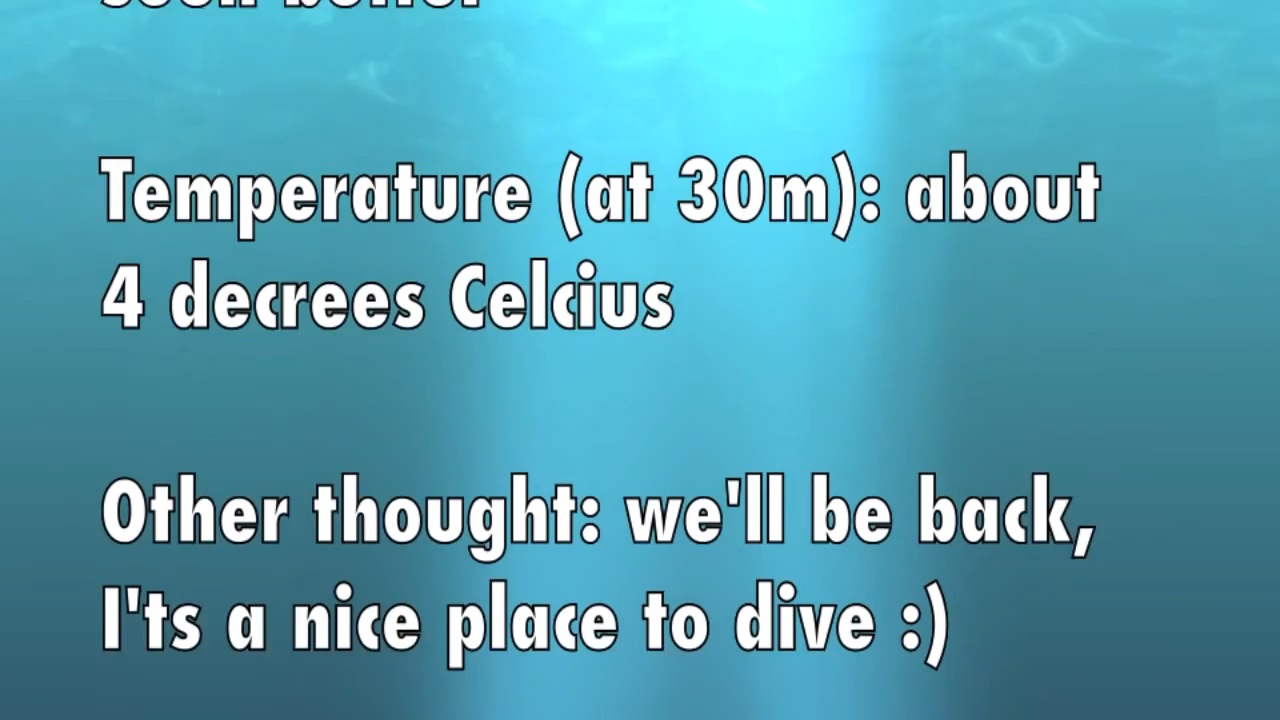 Temperature (at 30m): about
4 decrees Celcius
Other thought: we'll be back,
I'ts a nice place to dive :)